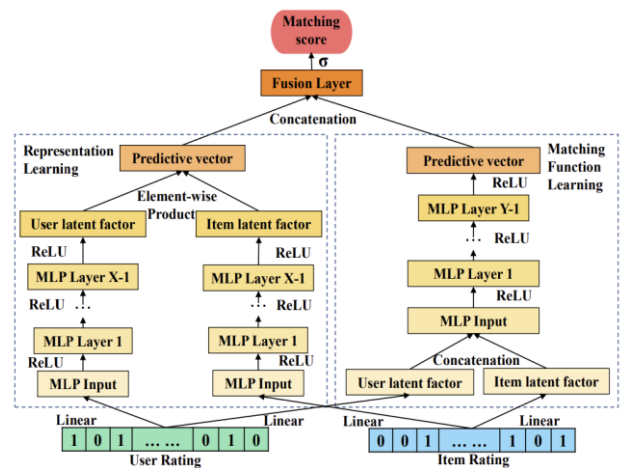 Matching
score
σ
Fusion Layer
Concatenation
Representation
Learning
Predictive vector
Element-wise
Product
User latent factor
Item latent factor
ReLU
ReLU
MLP Layer X-1
MLP Layer X-1
ReLU
...
ReLU
...
MLP Layer 1
MLP Layer 1
ReLU
ReLU
MLP Input
MLP Input
Matching
Function
Learning
Predictive vector
ReLU
MLP Layer Y-1
...
ReLU
MLP Layer 1
ReLU
MLP Input
Concatenation
User latent factor
Item latent factor
Linear
Linear
Linear
Linear
1 0 1 ... ... 0 1 0
User Rating
0 0 1 ... ... 1 0 1
Item Rating